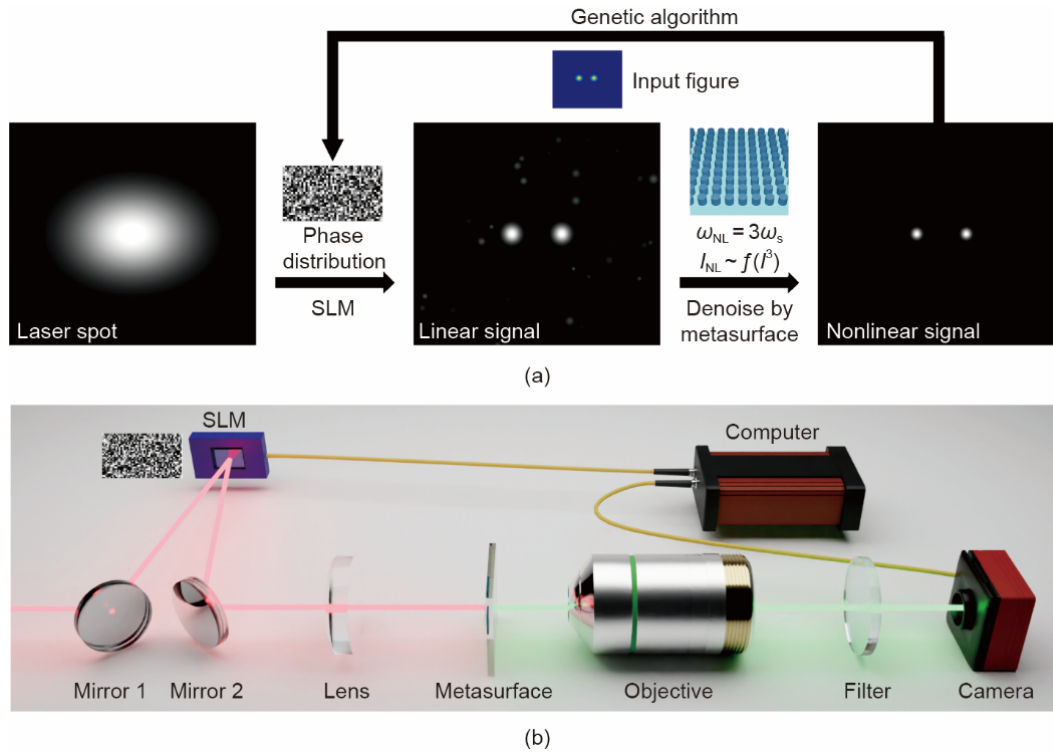 Genetic algorithm
Input figure
Phase
distribution
SLM
ω_NL = 3ω_s
I_NL ~ f(I³)
Denoise by
metasurface
Laser spot
Linear signal
Nonlinear signal
(a)
SLM
Computer
Mirror 1
Mirror 2
Lens
Metasurface
Objective
Filter
Camera
(b)